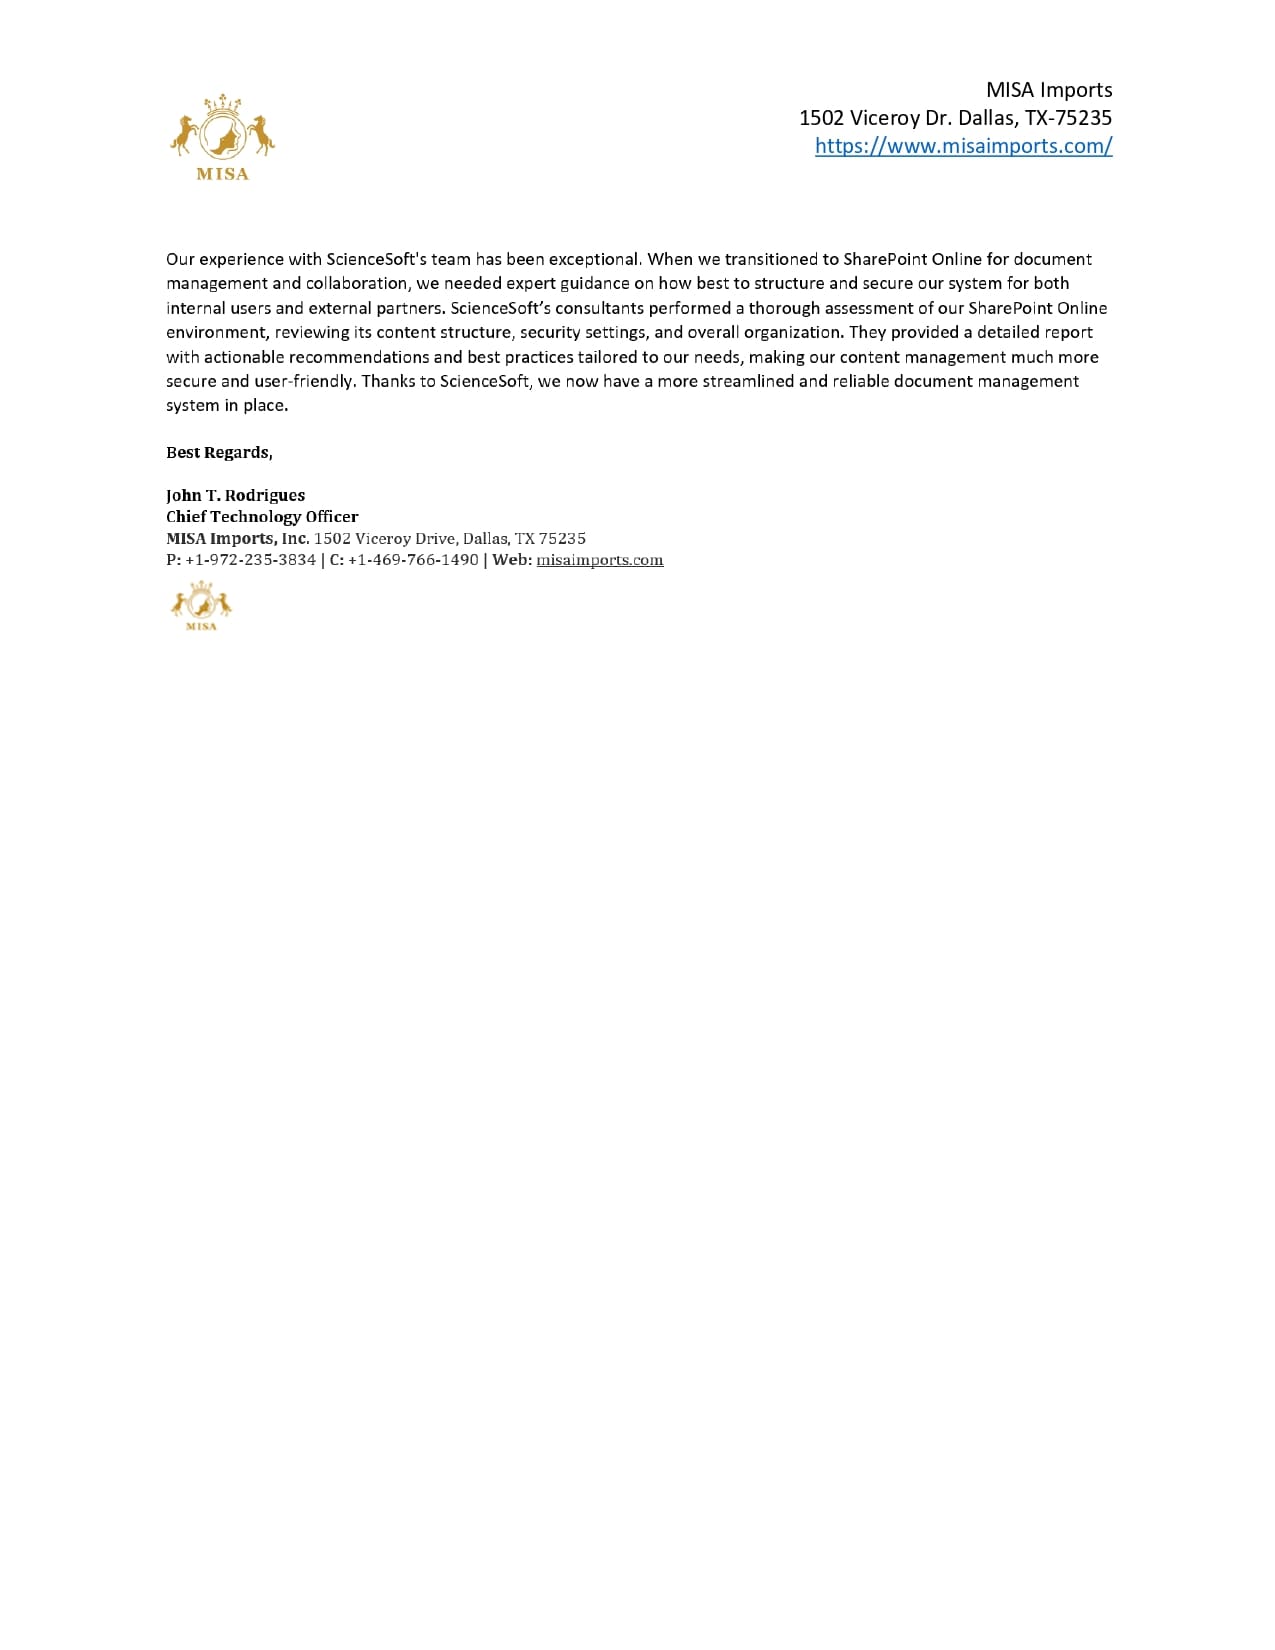 MISA
MISA Imports
1502 Viceroy Dr. Dallas, TX-75235
https://www.misaimports.com/
Our experience with ScienceSoft's team has been exceptional. When we transitioned to SharePoint Online for document
management and collaboration, we needed expert guidance on how best to structure and secure our system for both
internal users and external partners. ScienceSoft’s consultants performed a thorough assessment of our SharePoint Online
environment, reviewing its content structure, security settings, and overall organization. They provided a detailed report
with actionable recommendations and best practices tailored to our needs, making our content management much more
secure and user-friendly. Thanks to ScienceSoft, we now have a more streamlined and reliable document management
system in place.
Best Regards,
John T. Rodrigues
Chief Technology Officer
MISA Imports, Inc. 1502 Viceroy Drive, Dallas, TX 75235
P: +1-972-235-3834 | C: +1-469-766-1490 | Web: misaimports.com
MISA